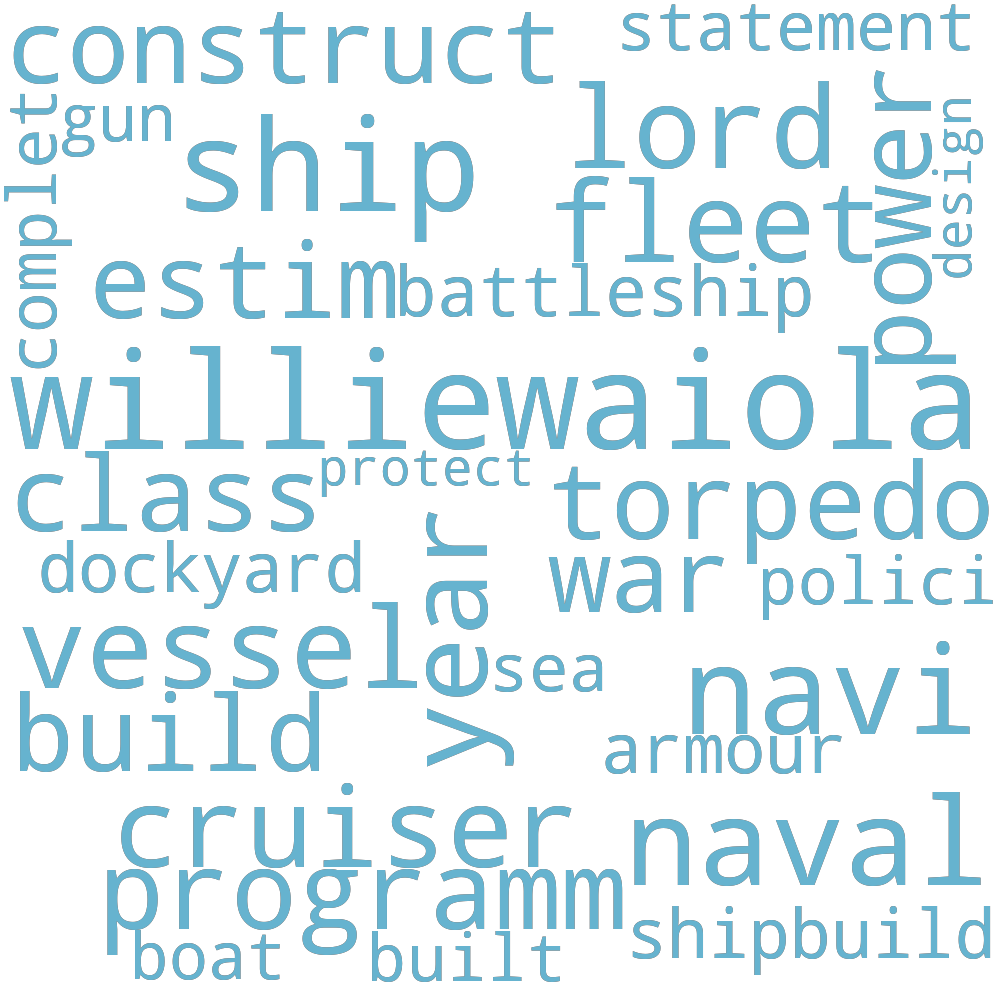 construct
statement
gun
complet
ship
lord
power
design
fleet
estim
battleship
williewaiola
class
protect
torpedo
dockyard
year
war
polici
vessel
sea
navi
build
armour
cruiser
naval
programm
shipbuild
boat
built